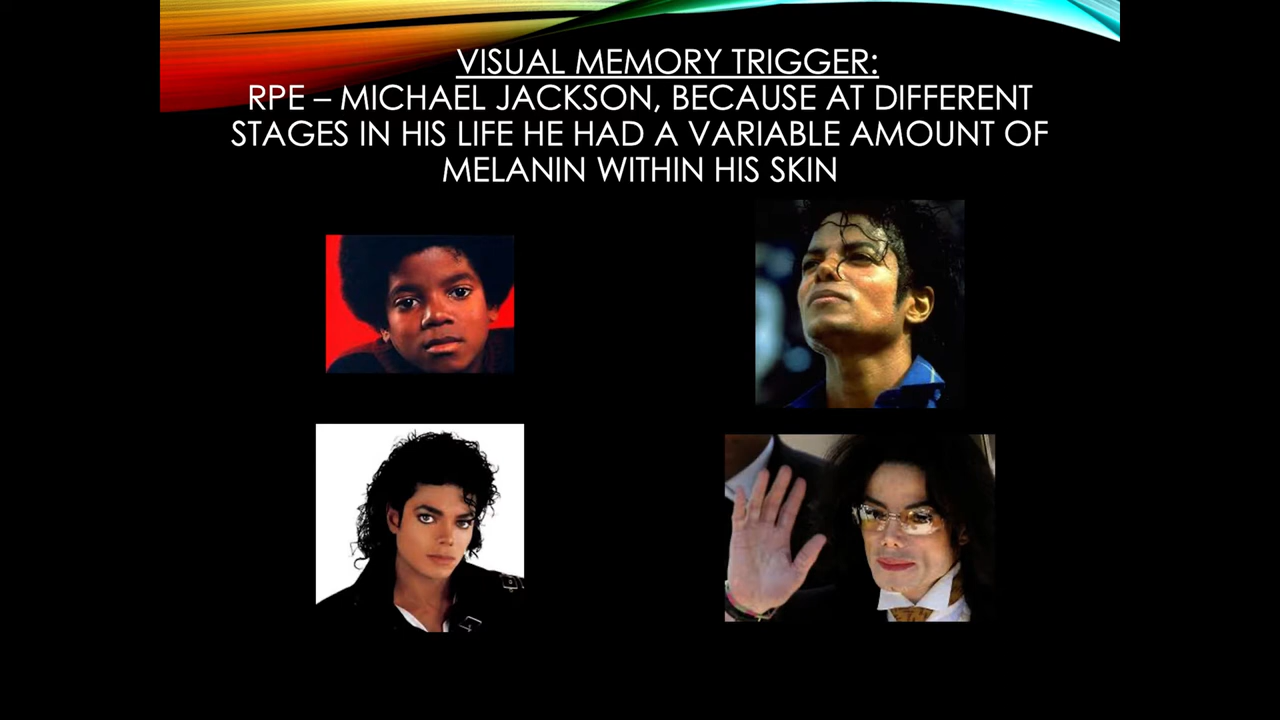 VISUAL MEMORY TRIGGER:
RPE – MICHAEL JACKSON, BECAUSE AT DIFFERENT
STAGES IN HIS LIFE HE HAD A VARIABLE AMOUNT OF
MELANIN WITHIN HIS SKIN